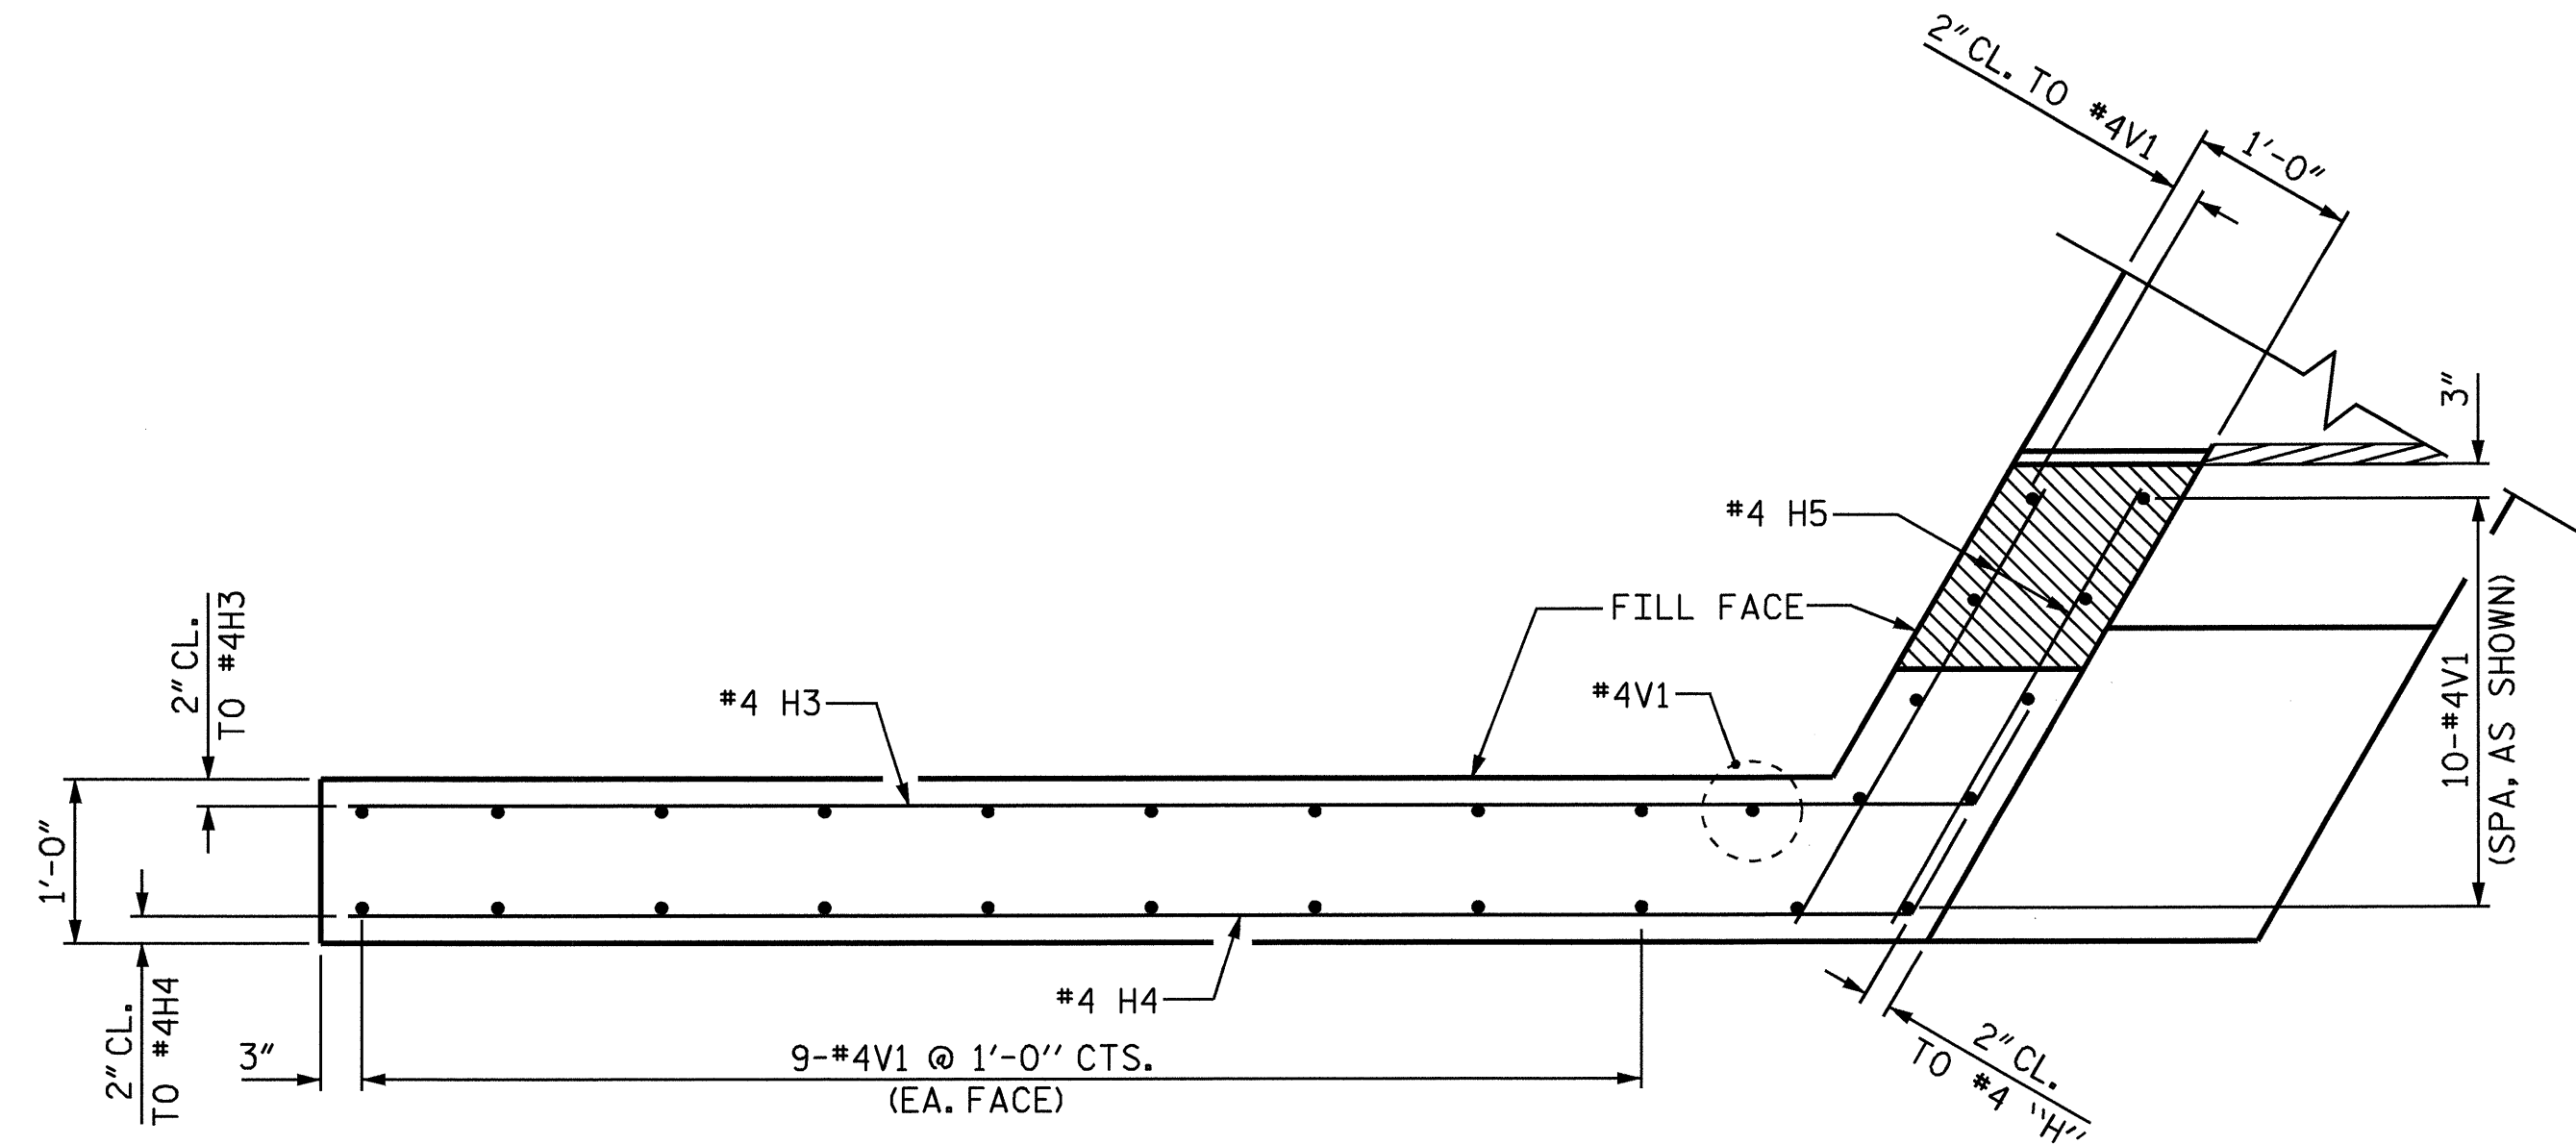 2" CL. TO #4V1
1'-0"
3"
#4 H5
FILL FACE
2" CL.
TO #4H3
#4 H3
#4V1
10-#4V1
(SPA. AS SHOWN)
1'-0"
#4 H4
2" CL.
TO #4H4
3"
9-#4V1 @ 1'-0" CTS.
(EA. FACE)
2" CL.
TO #4 "H"